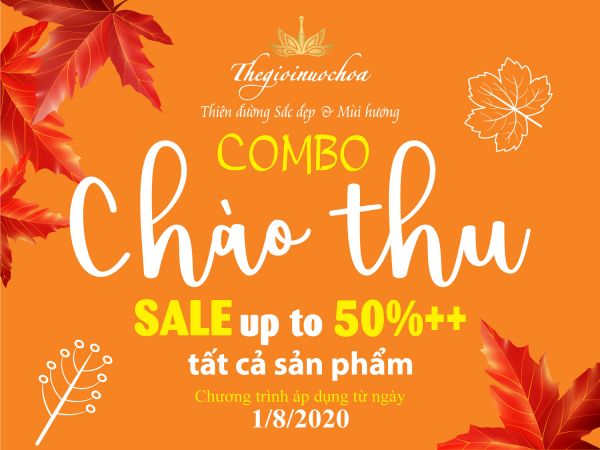 Thegioinuochoa
Thiên đường Sắc đẹp & Mùi hương
COMBO
Chào thu
SALE up to 50%++
tất cả sản phẩm
Chương trình áp dụng từ ngày
1/8/2020